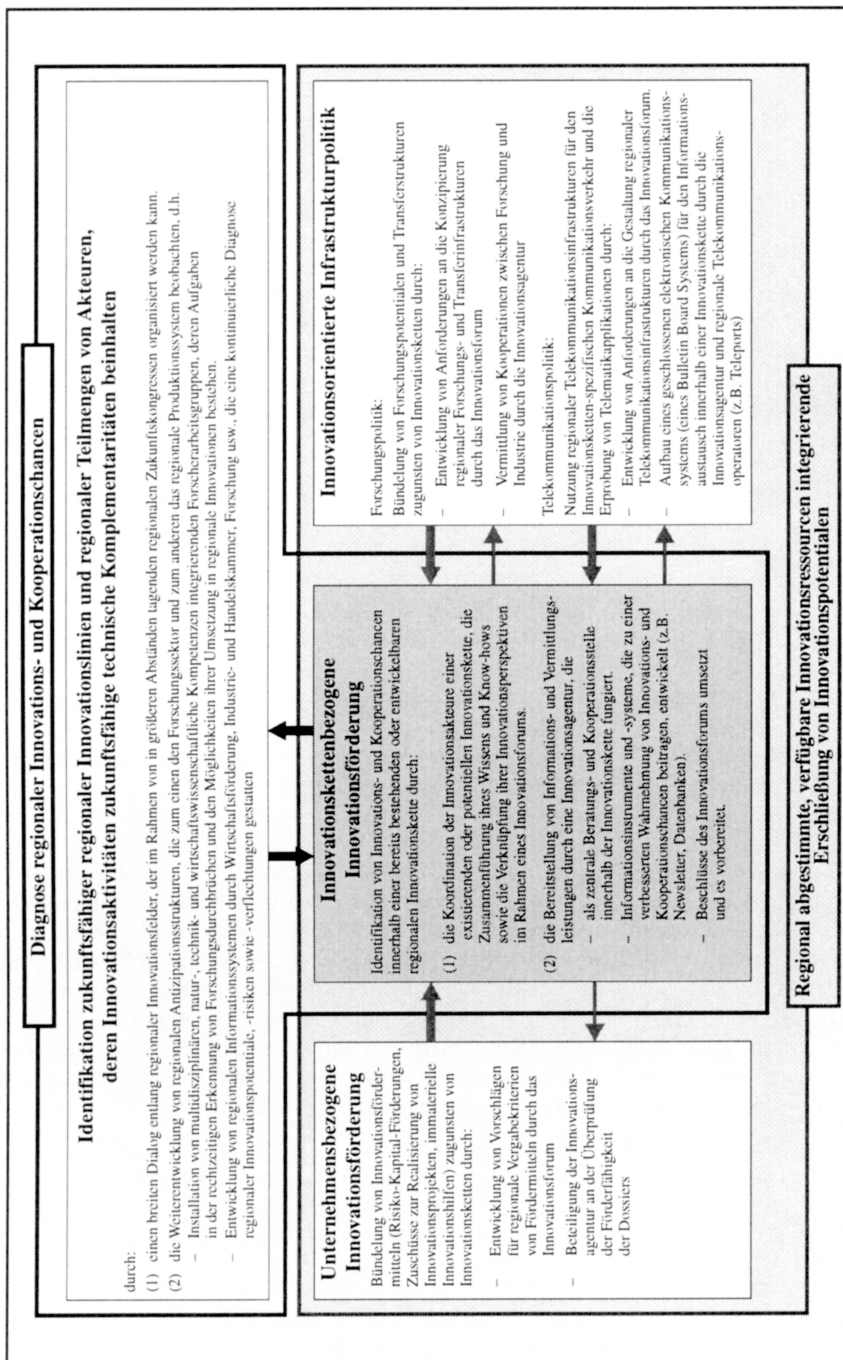 Diagnose regionaler Innovations- und Kooperationschancen
Identifikation zukunftsfähiger regionaler Innovationslinien und regionaler Teilmengen von Akteuren,
deren Innovationsaktivitäten zukunftsfähige technische Komplementaritäten beinhalten
durch:
(1) einen breiten Dialog entlang regionaler Innovationsfelder, der im Rahmen von in größeren Abständen tagenden regionalen Zukunftskongressen organisiert werden kann.
(2) die Weiterentwicklung von regionalen Antizipationsstrukturen, die zum einen den Forschungssektor und zum anderen das regionale Produktionssystem beobachten, d.h.
– Installation von multidisziplinären, natur-, technik- und wirtschaftswissenschaftliche Kompetenzen integrierenden Forscherarbeitsgruppen, deren Aufgaben
in der rechtzeitigen Erkennung von Forschungsdurchbrüchen und den Möglichkeiten ihrer Umsetzung in regionale Innovationen bestehen.
– Entwicklung von regionalen Informationssystemen durch Wirtschaftsförderung, Industrie- und Handelskammer, Forschung usw., die eine kontinuierliche Diagnose
regionaler Innovationspotentiale, -risiken sowie -verflechtungen gestatten
Unternehmensbezogene
Innovationsförderung
Bündelung von Innovationsförder-
mitteln (Risiko-Kapital-Förderungen,
Zuschüsse zur Realisierung von
Innovationsprojekten, immaterielle
Innovationshilfen) zugunsten von
Innovationsketten durch:
– Entwicklung von Vorschlägen
für regionale Vergabekriterien
von Fördermitteln durch das
Innovationsforum
– Beteiligung der Innovations-
agentur an der Überprüfung
der Förderfähigkeit
der Dossiers
Innovationskettenbezogene
Innovationsförderung
Identifikation von Innovations- und Kooperationschancen
innerhalb einer bereits bestehenden oder entwickelbaren
regionalen Innovationskette durch:
(1) die Koordination der Innovationsakteure einer
existierenden oder potentiellen Innovationskette, die
Zusammenführung ihres Wissens und Know-hows
sowie die Verknüpfung ihrer Innovationsperspektiven
im Rahmen eines Innovationsforums.
(2) die Bereitstellung von Informations- und Vermittlungs-
leistungen durch eine Innovationsagentur, die
– als zentrale Beratungs- und Kooperationsstelle
innerhalb der Innovationskette fungiert.
– Informationsinstrumente und -systeme, die zu einer
verbesserten Wahrnehmung von Innovations- und
Kooperationschancen beitragen, entwickelt (z.B.
Newsletter, Datenbanken).
– Beschlüsse des Innovationsforums umsetzt
und es vorbereitet.
Innovationsorientierte Infrastrukturpolitik
Forschungspolitik:
Bündelung von Forschungspotentialen und Transferstrukturen
zugunsten von Innovationsketten durch:
– Entwicklung von Anforderungen an die Konzipierung
regionaler Forschungs- und Transferinfrastrukturen
durch das Innovationsforum
– Vermittlung von Kooperationen zwischen Forschung und
Industrie durch die Innovationsagentur
Telekommunikationspolitik:
Nutzung regionaler Telekommunikationsinfrastrukturen für den
Innovationsketten-spezifischen Kommunikationsverkehr und die
Erprobung von Telematikapplikationen durch:
– Entwicklung von Anforderungen an die Gestaltung regionaler
Telekommunikationsinfrastrukturen durch das Innovationsforum.
– Aufbau eines geschlossenen elektronischen Kommunikations-
systems (eines Bulletin Board Systems) für den Informations-
austausch innerhalb einer Innovationskette durch die
Innovationsagentur und regionale Telekommunikations-
operatoren (z.B. Teleports)
Regional abgestimmte, verfügbare Innovationsressourcen integrierende
Erschließung von Innovationspotentialen